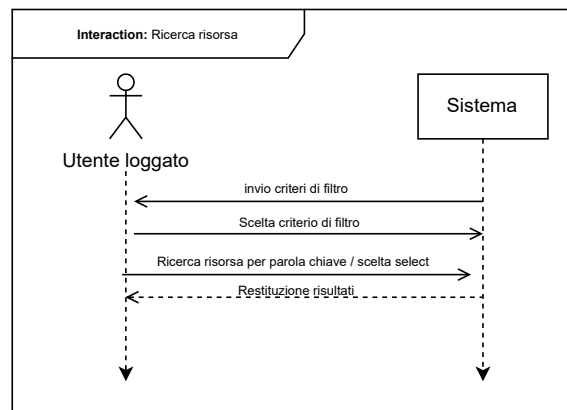 Interaction: Ricerca risorsa
Sistema
Utente loggato
invio criteri di filtro
Scelta criterio di filtro
Ricerca risorsa per parola chiave / scelta select
Restituzione risultati